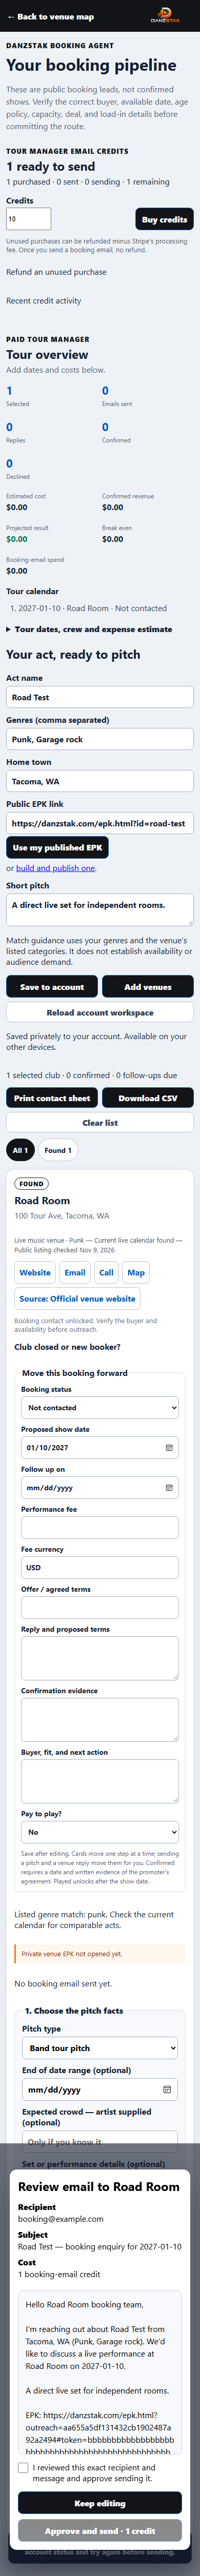 ← Back to venue map
DANZSTAK
DANZSTAK BOOKING AGENT
Your booking pipeline
These are public booking leads, not confirmed
shows. Verify the correct buyer, available date, age
policy, capacity, deal, and load-in details before
committing the route.
TOUR MANAGER EMAIL CREDITS
1 ready to send
1 purchased · 0 sent · 0 sending · 1 remaining
Credits
10
Buy credits
Unused purchases can be refunded minus Stripe's processing
fee. Once you send a booking email, no refund.
Refund an unused purchase
Recent credit activity
PAID TOUR MANAGER
Tour overview
Add dates and costs below.
1
Selected
0
Emails sent
0
Replies
0
Confirmed
0
Declined
Estimated cost
$0.00
Confirmed revenue
$0.00
Projected result
$0.00
Break even
$0.00
Booking-email spend
$0.00
Tour calendar
1. 2027-01-10 · Road Room · Not contacted
▶ Tour dates, crew and expense estimate
Your act, ready to pitch
Act name
Road Test
Genres (comma separated)
Punk, Garage rock
Home town
Tacoma, WA
Public EPK link
https://danzstak.com/epk.html?id=road-test
Use my published EPK
or build and publish one.
Short pitch
A direct live set for independent rooms.
Match guidance uses your genres and the venue's
listed categories. It does not establish availability or
audience demand.
Save to account
Add venues
Reload account workspace
Saved privately to your account. Available on your
other devices.
1 selected club · 0 confirmed · 0 follow-ups due
Print contact sheet
Download CSV
Clear list
All 1
Found 1
FOUND
Road Room
100 Tour Ave, Tacoma, WA
Live music venue · Punk — Current live calendar found —
Public listing checked Nov 9, 2026
Website
Email
Call
Map
Source: Official venue website
Booking contact unlocked. Verify the buyer and
availability before outreach.
Club closed or new booker?
Move this booking forward
Booking status
Not contacted
Proposed show date
01/10/2027
Follow up on
mm/dd/yyyy
Performance fee
Fee currency
USD
Offer / agreed terms
Reply and proposed terms
Confirmation evidence
Buyer, fit, and next action
Pay to play?
No
Save after editing. Cards move one step at a time; sending
a pitch and a venue reply move them for you. Confirmed
requires a date and written evidence of the promoter's
agreement. Played unlocks after the show date.
Listed genre match: punk. Check the current
calendar for comparable acts.
Private venue EPK not opened yet.
No booking email sent yet.
1. Choose the pitch facts
Pitch type
Band tour pitch
End of date range (optional)
mm/dd/yyyy
Expected crowd — artist supplied
(optional)
Only if you know it
Set or performance details (optional)
Review email to Road Room
Recipient
booking@example.com
Subject
Road Test — booking enquiry for 2027-01-10
Cost
1 booking-email credit
Hello Road Room booking team,
I'm reaching out about Road Test from
Tacoma, WA (Punk, Garage rock). We'd
like to discuss a live performance at
Road Room on 2027-01-10.
A direct live set for independent rooms.
EPK: https://danzstak.com/epk.html?
outreach=aa655a5df131432cb1902487a
92a2494#token=bbbbbbbbbbbbbbbbbb
I reviewed this exact recipient and
message and approve sending it.
Keep editing
Approve and send · 1 credit
account status and try again before sending.